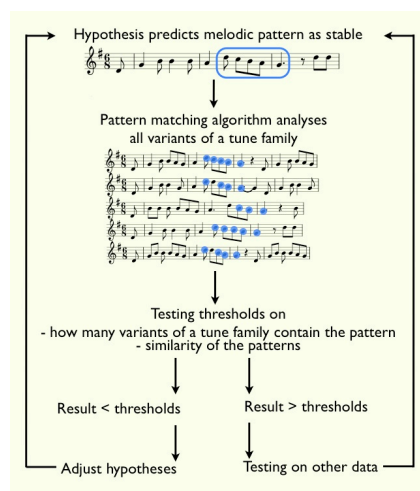 Hypothesis predicts melodic pattern as stable
Pattern matching algorithm analyses
all variants of a tune family
Testing thresholds on
- how many variants of a tune family contain the pattern
- similarity of the patterns
Result < thresholds
Result > thresholds
Adjust hypotheses
Testing on other data